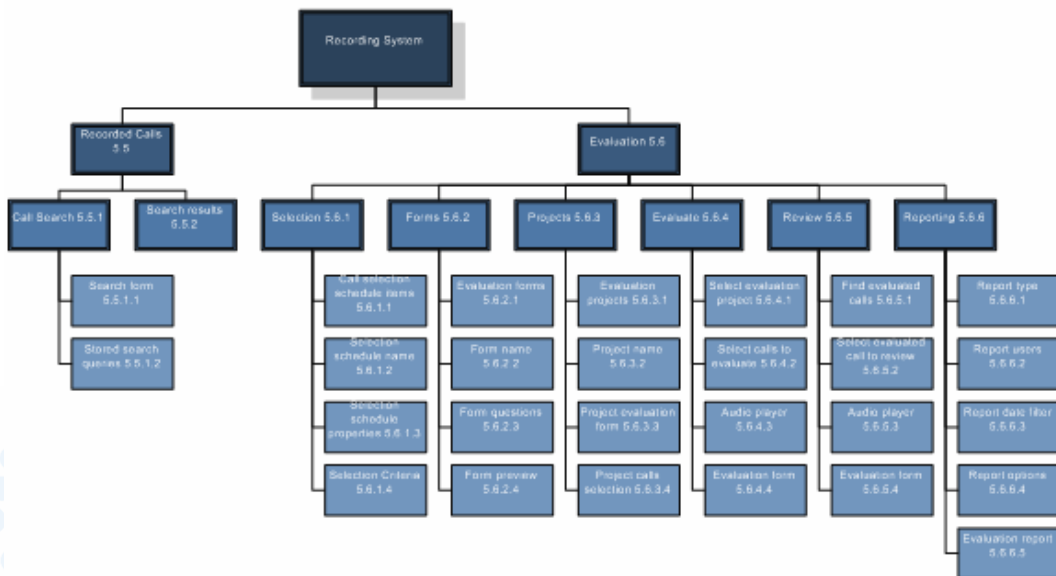 Recording System
Recorded Calls
5.5
Evaluation 5.6
Call Search 5.5.1
Search results
5.5.2
Selection 5.6.1
Forms 5.6.2
Projects 5.6.3
Evaluate 5.6.4
Review 5.6.5
Reporting 5.6.6
Search form
5.5.1.1
Call selection
schedule items
5.6.1.1
Evaluation forms
5.6.2.1
Evaluation
projects 5.6.3.1
Select evaluation
project 5.6.4.1
Find evaluated
calls 5.6.5.1
Report type
5.6.6.1
Stored search
queries 5.5.1.2
Selection
schedule name
5.6.1.2
Form name
5.6.2.2
Project name
5.6.3.2
Select calls to
evaluate 5.6.4.2
Select evaluated
call to review
5.6.5.2
Report users
5.6.6.2
Selection
schedule
properties 5.6.1.3
Form questions
5.6.2.3
Project evaluation
form 5.6.3.3
Audio player
5.6.4.3
Audio player
5.6.5.3
Report date filter
5.6.6.3
Selection Criteria
5.6.1.4
Form preview
5.6.2.4
Project calls
selection 5.6.3.4
Evaluation form
5.6.4.4
Evaluation form
5.6.5.4
Report options
5.6.6.4
Evaluation report
5.6.6.5